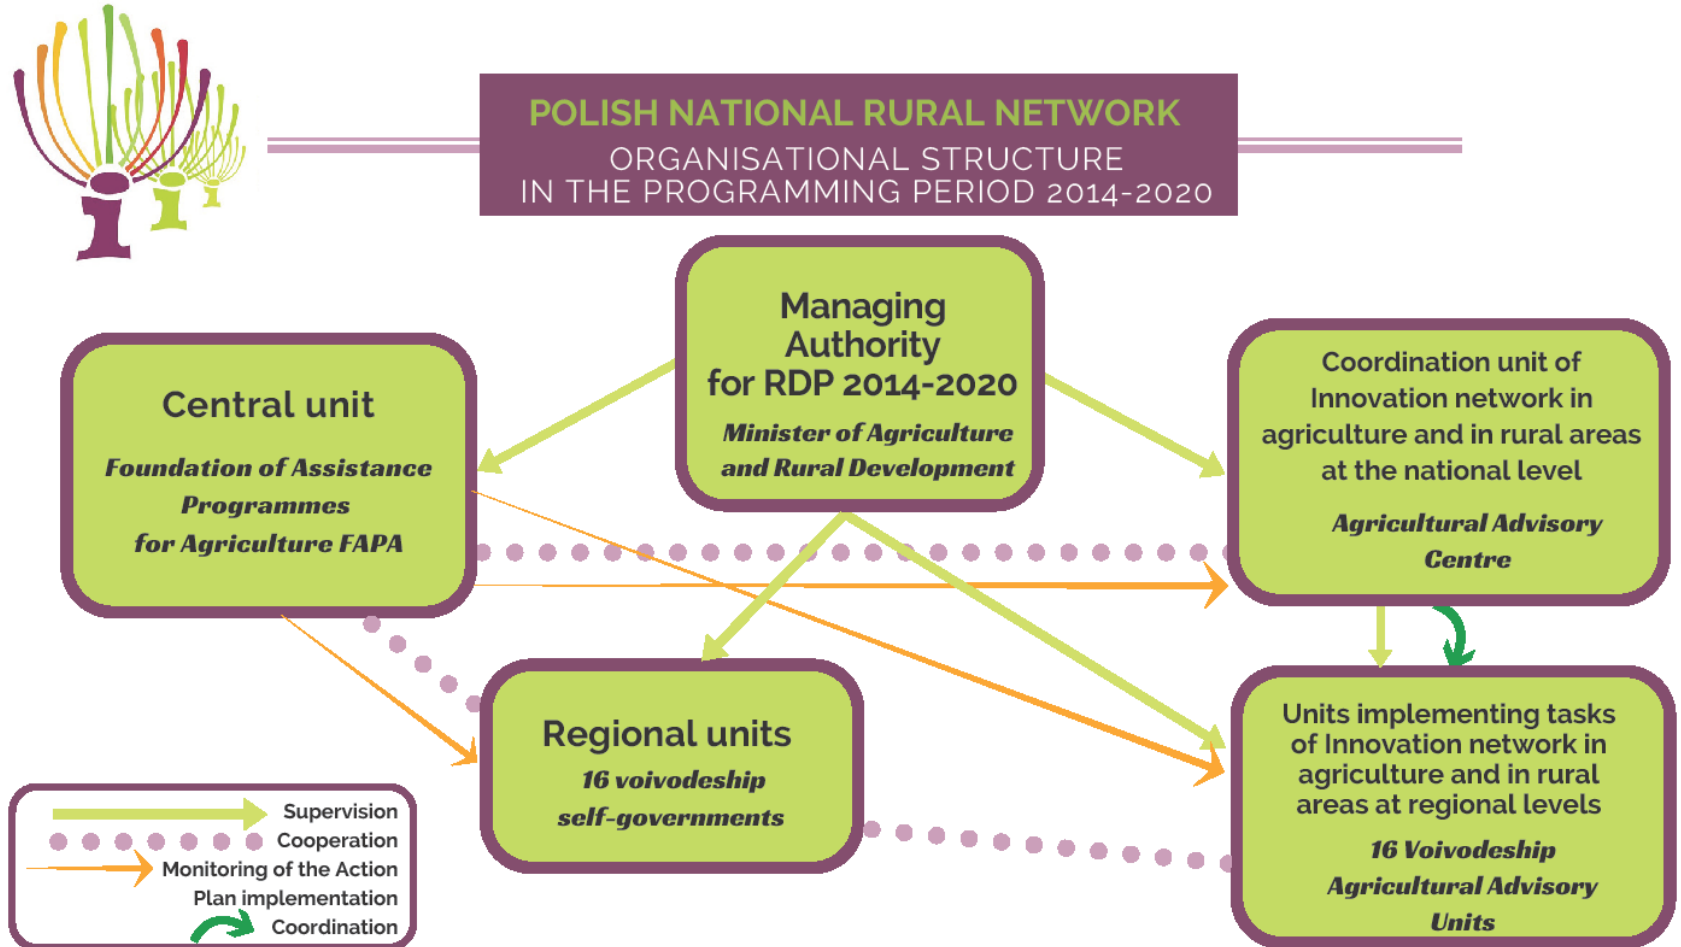 POLISH NATIONAL RURAL NETWORK
ORGANISATIONAL STRUCTURE
IN THE PROGRAMMING PERIOD 2014-2020
Managing
Authority
for RDP 2014-2020
Minister of Agriculture
and Rural Development
Central unit
Foundation of Assistance
Programmes
for Agriculture FAPA
Coordination unit of
Innovation network in
agriculture and in rural areas
at the national level
Agricultural Advisory
Centre
Regional units
16 voivodeship
self-governments
Units implementing tasks
of Innovation network in
agriculture and in rural
areas at regional levels
16 Voivodeship
Agricultural Advisory
Units
Supervision
Cooperation
Monitoring of the Action
Plan implementation
Coordination